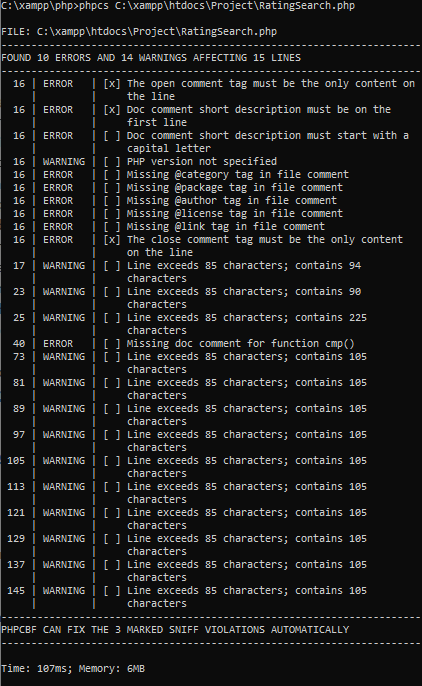 C:\xampp\php>phpcs C:\xampp\htdocs\Project\RatingSearch.php

FILE: C:\xampp\htdocs\Project\RatingSearch.php
----------------------------------------------------------------------
FOUND 10 ERRORS AND 14 WARNINGS AFFECTING 15 LINES
----------------------------------------------------------------------
  16 | ERROR   | [x] The open comment tag must be the only content on
     |         |     the line
  16 | ERROR   | [x] Doc comment short description must be on the
     |         |     first line
  16 | ERROR   | [ ] Doc comment short description must start with a
     |         |     capital letter
  16 | WARNING | [ ] PHP version not specified
  16 | ERROR   | [ ] Missing @category tag in file comment
  16 | ERROR   | [ ] Missing @package tag in file comment
  16 | ERROR   | [ ] Missing @author tag in file comment
  16 | ERROR   | [ ] Missing @license tag in file comment
  16 | ERROR   | [ ] Missing @link tag in file comment
  16 | ERROR   | [x] The close comment tag must be the only content
     |         |     on the line
  17 | WARNING | [ ] Line exceeds 85 characters; contains 94
     |         |     characters
  23 | WARNING | [ ] Line exceeds 85 characters; contains 90
     |         |     characters
  25 | WARNING | [ ] Line exceeds 85 characters; contains 225
     |         |     characters
  40 | ERROR   | [ ] Missing doc comment for function cmp()
  73 | WARNING | [ ] Line exceeds 85 characters; contains 105
     |         |     characters
  81 | WARNING | [ ] Line exceeds 85 characters; contains 105
     |         |     characters
  89 | WARNING | [ ] Line exceeds 85 characters; contains 105
     |         |     characters
  97 | WARNING | [ ] Line exceeds 85 characters; contains 105
     |         |     characters
 105 | WARNING | [ ] Line exceeds 85 characters; contains 105
     |         |     characters
 113 | WARNING | [ ] Line exceeds 85 characters; contains 105
     |         |     characters
 121 | WARNING | [ ] Line exceeds 85 characters; contains 105
     |         |     characters
 129 | WARNING | [ ] Line exceeds 85 characters; contains 105
     |         |     characters
 137 | WARNING | [ ] Line exceeds 85 characters; contains 105
     |         |     characters
 145 | WARNING | [ ] Line exceeds 85 characters; contains 105
     |         |     characters
----------------------------------------------------------------------
PHPCBF CAN FIX THE 3 MARKED SNIFF VIOLATIONS AUTOMATICALLY
----------------------------------------------------------------------

Time: 107ms; Memory: 6MB